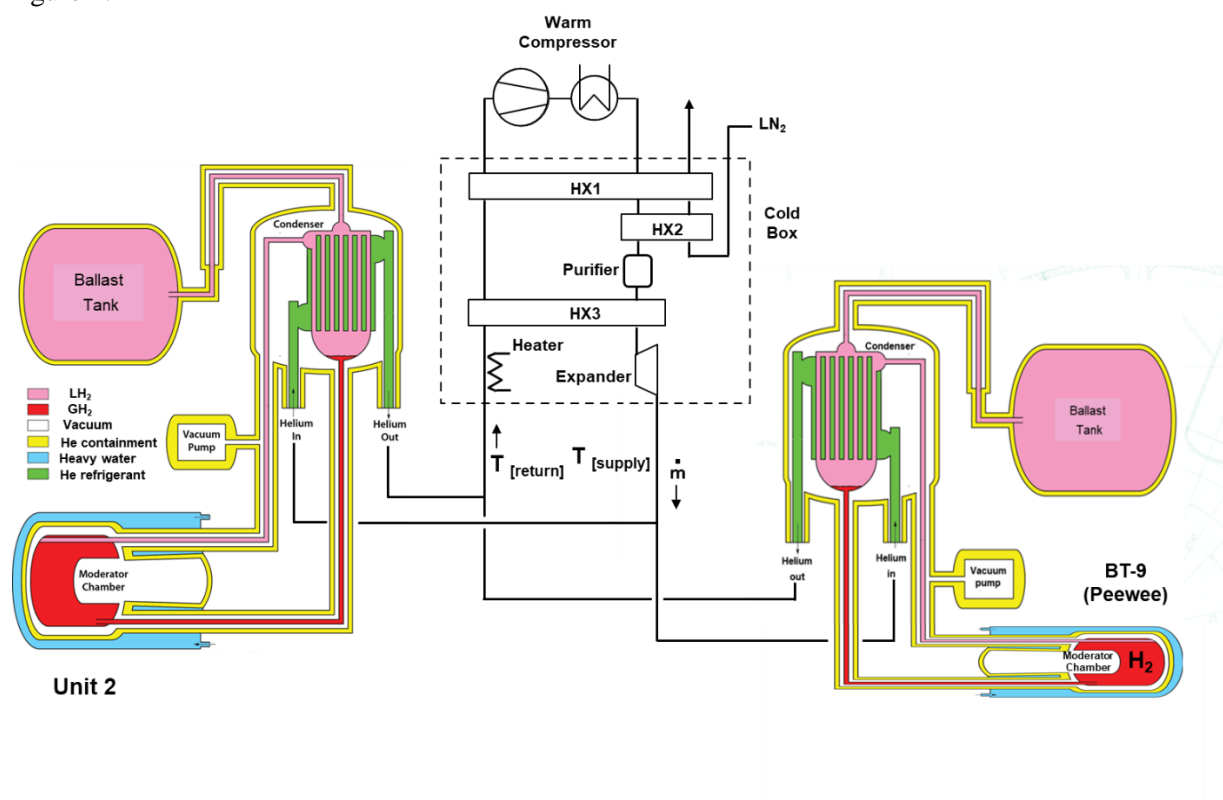 Warm
Compressor
LN₂
HX1
HX2
Cold
Box
Purifier
HX3
Heater
Expander
T [return]
T [supply]
ṁ
Condenser
Ballast
Tank
LH₂
GH₂
Vacuum
He containment
Heavy water
He refrigerant
Vacuum
Pump
Helium
In
Helium
Out
Moderator
Chamber
Unit 2
Condenser
Ballast
Tank
Helium
out
Helium
in
Vacuum
pump
BT-9
(Peewee)
Moderator
Chamber
H₂